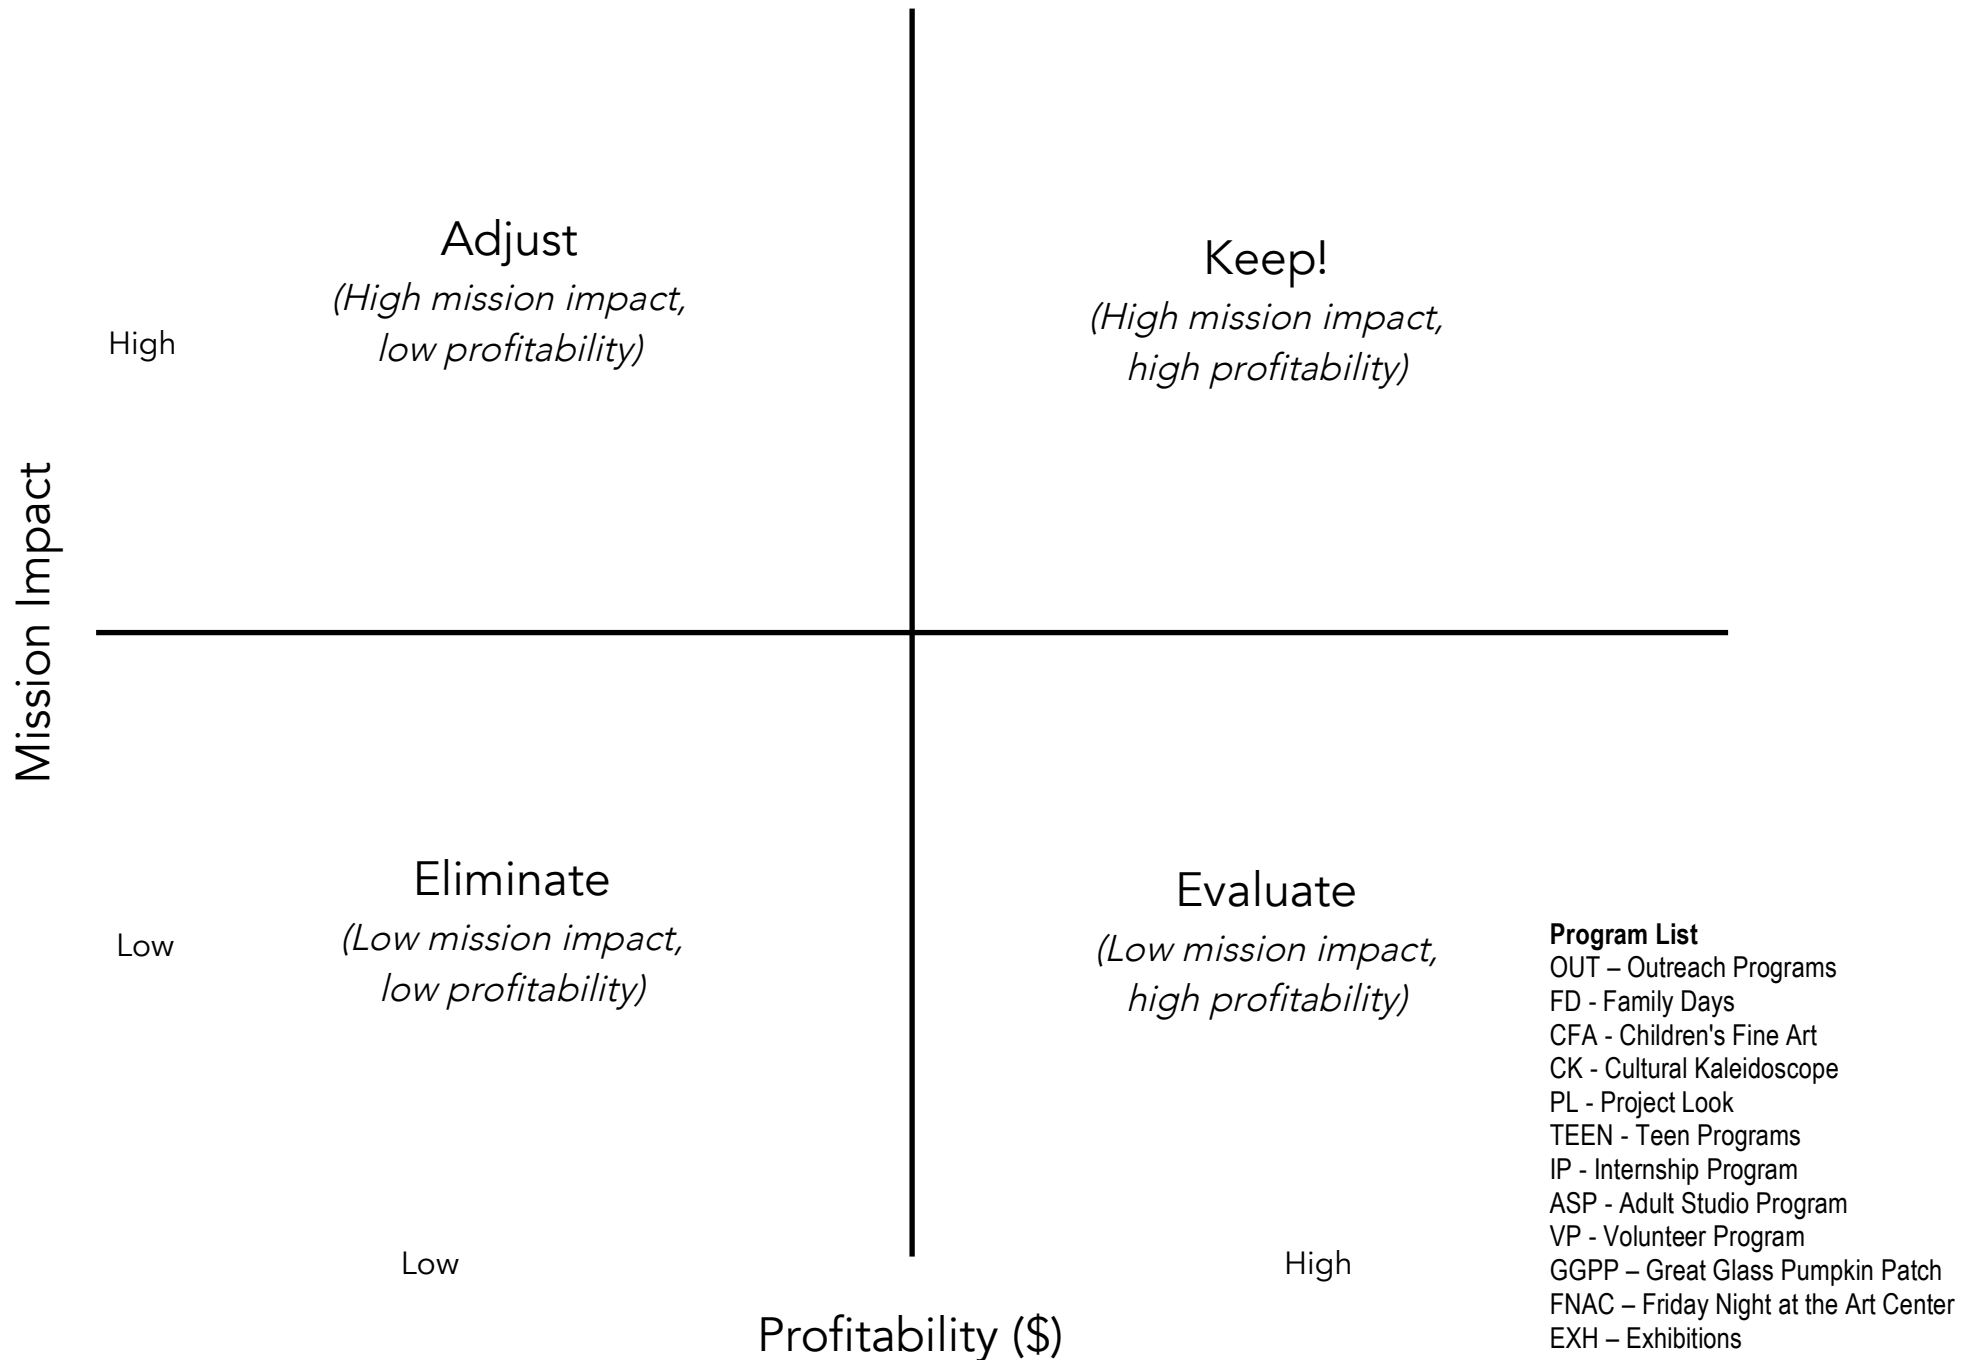 Adjust
(High mission impact,
low profitability)
Keep!
(High mission impact,
high profitability)
High
Mission Impact
Eliminate
(Low mission impact,
low profitability)
Evaluate
(Low mission impact,
high profitability)
Low
Low
High
Profitability ($)
Program List
OUT – Outreach Programs
FD - Family Days
CFA - Children's Fine Art
CK - Cultural Kaleidoscope
PL - Project Look
TEEN - Teen Programs
IP - Internship Program
ASP - Adult Studio Program
VP - Volunteer Program
GGPP – Great Glass Pumpkin Patch
FNAC – Friday Night at the Art Center
EXH – Exhibitions